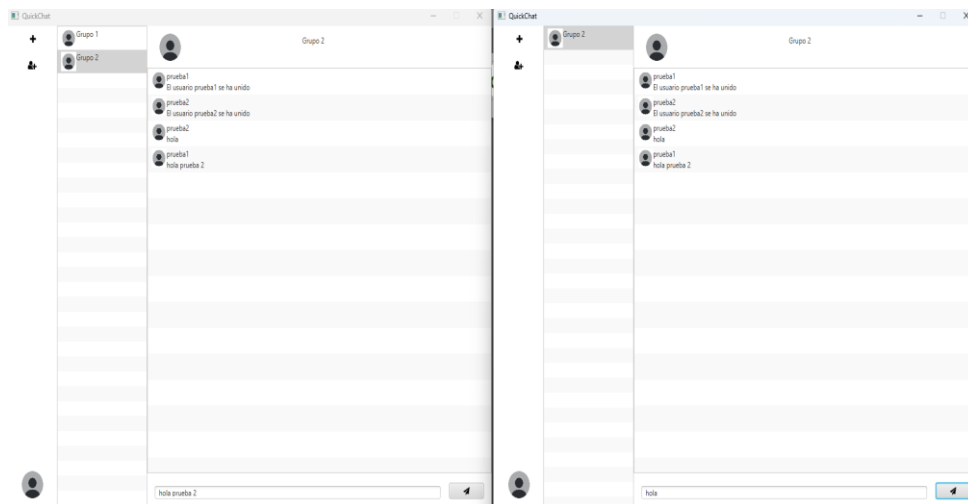 QuickChat
Grupo 1
Grupo 2
Grupo 2
prueba1
El usuario prueba1 se ha unido
prueba2
El usuario prueba2 se ha unido
prueba2
hola
prueba1
hola prueba 2
hola prueba 2
QuickChat
Grupo 2
Grupo 2
prueba1
El usuario prueba1 se ha unido
prueba2
El usuario prueba2 se ha unido
prueba2
hola
prueba1
hola prueba 2
hola